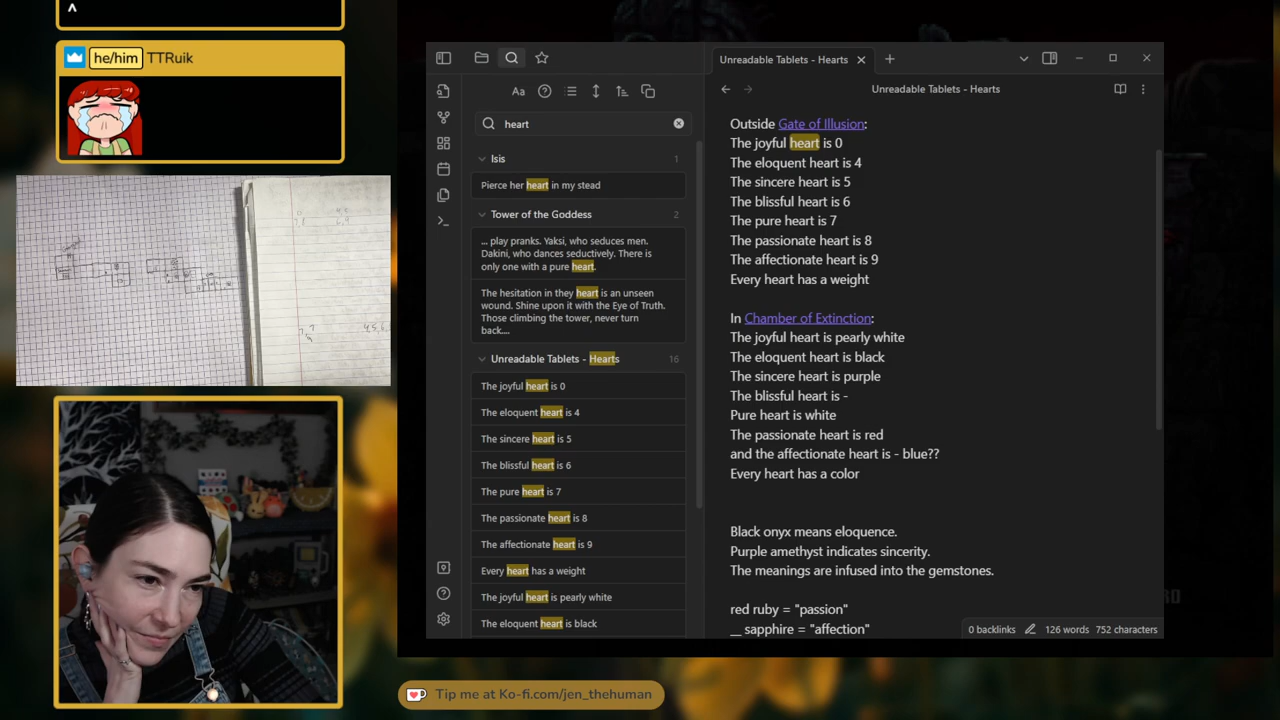 he/him TTRuik
Unreadable Tablets - Hearts
Aa
Unreadable Tablets - Hearts
heart
Isis 1
Pierce her heart in my stead
Tower of the Goddess 2
... play pranks. Yaksi, who seduces men.
Dakini, who dances seductively. There is
only one with a pure heart.
The hesitation in they heart is an unseen
wound. Shine upon it with the Eye of Truth.
Those climbing the tower, never turn
back....
Unreadable Tablets - Hearts 16
The joyful heart is 0
The eloquent heart is 4
The sincere heart is 5
The blissful heart is 6
The pure heart is 7
The passionate heart is 8
The affectionate heart is 9
Every heart has a weight
The joyful heart is pearly white
The eloquent heart is black
Outside Gate of Illusion:
The joyful heart is 0
The eloquent heart is 4
The sincere heart is 5
The blissful heart is 6
The pure heart is 7
The passionate heart is 8
The affectionate heart is 9
Every heart has a weight
In Chamber of Extinction:
The joyful heart is pearly white
The eloquent heart is black
The sincere heart is purple
The blissful heart is -
Pure heart is white
The passionate heart is red
and the affectionate heart is - blue??
Every heart has a color
Black onyx means eloquence.
Purple amethyst indicates sincerity.
The meanings are infused into the gemstones.
red ruby = "passion"
__ sapphire = "affection"
0 backlinks 126 words 752 characters
Tip me at Ko-fi.com/jen_thehuman